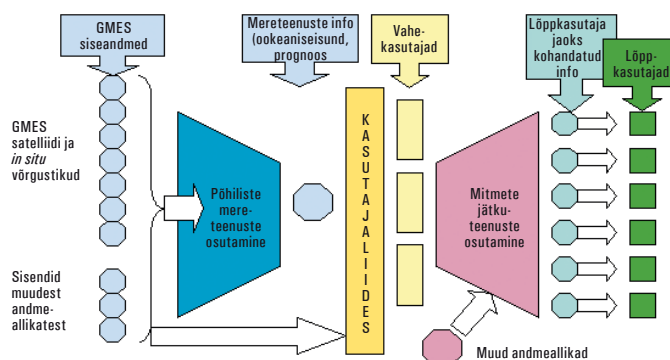 GMES
siseandmed
Mereteenuste info
(ookeaniseisund,
prognoos
Vahe-
kasutajad
Lõppkasutaja
jaoks
kohandatud
info
Lõpp-
kasutajad
GMES
satelliidi ja
in situ
võrgustikud
Põhiliste
mere-
teenuste
osutamine
KASUTAJALIIDES
Mitmete
jätku-
teenuste
osutamine
Sisendid
muudest
andme-
allikatest
Muud andmeallikad